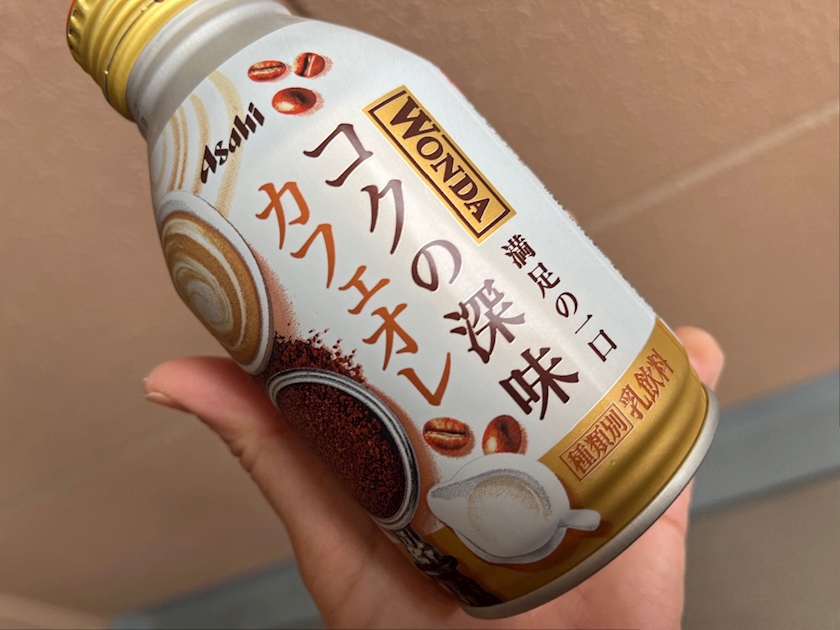 Asahi
WONDA
満足の一口
コクの深味
カフェオレ
種類別 乳飲料